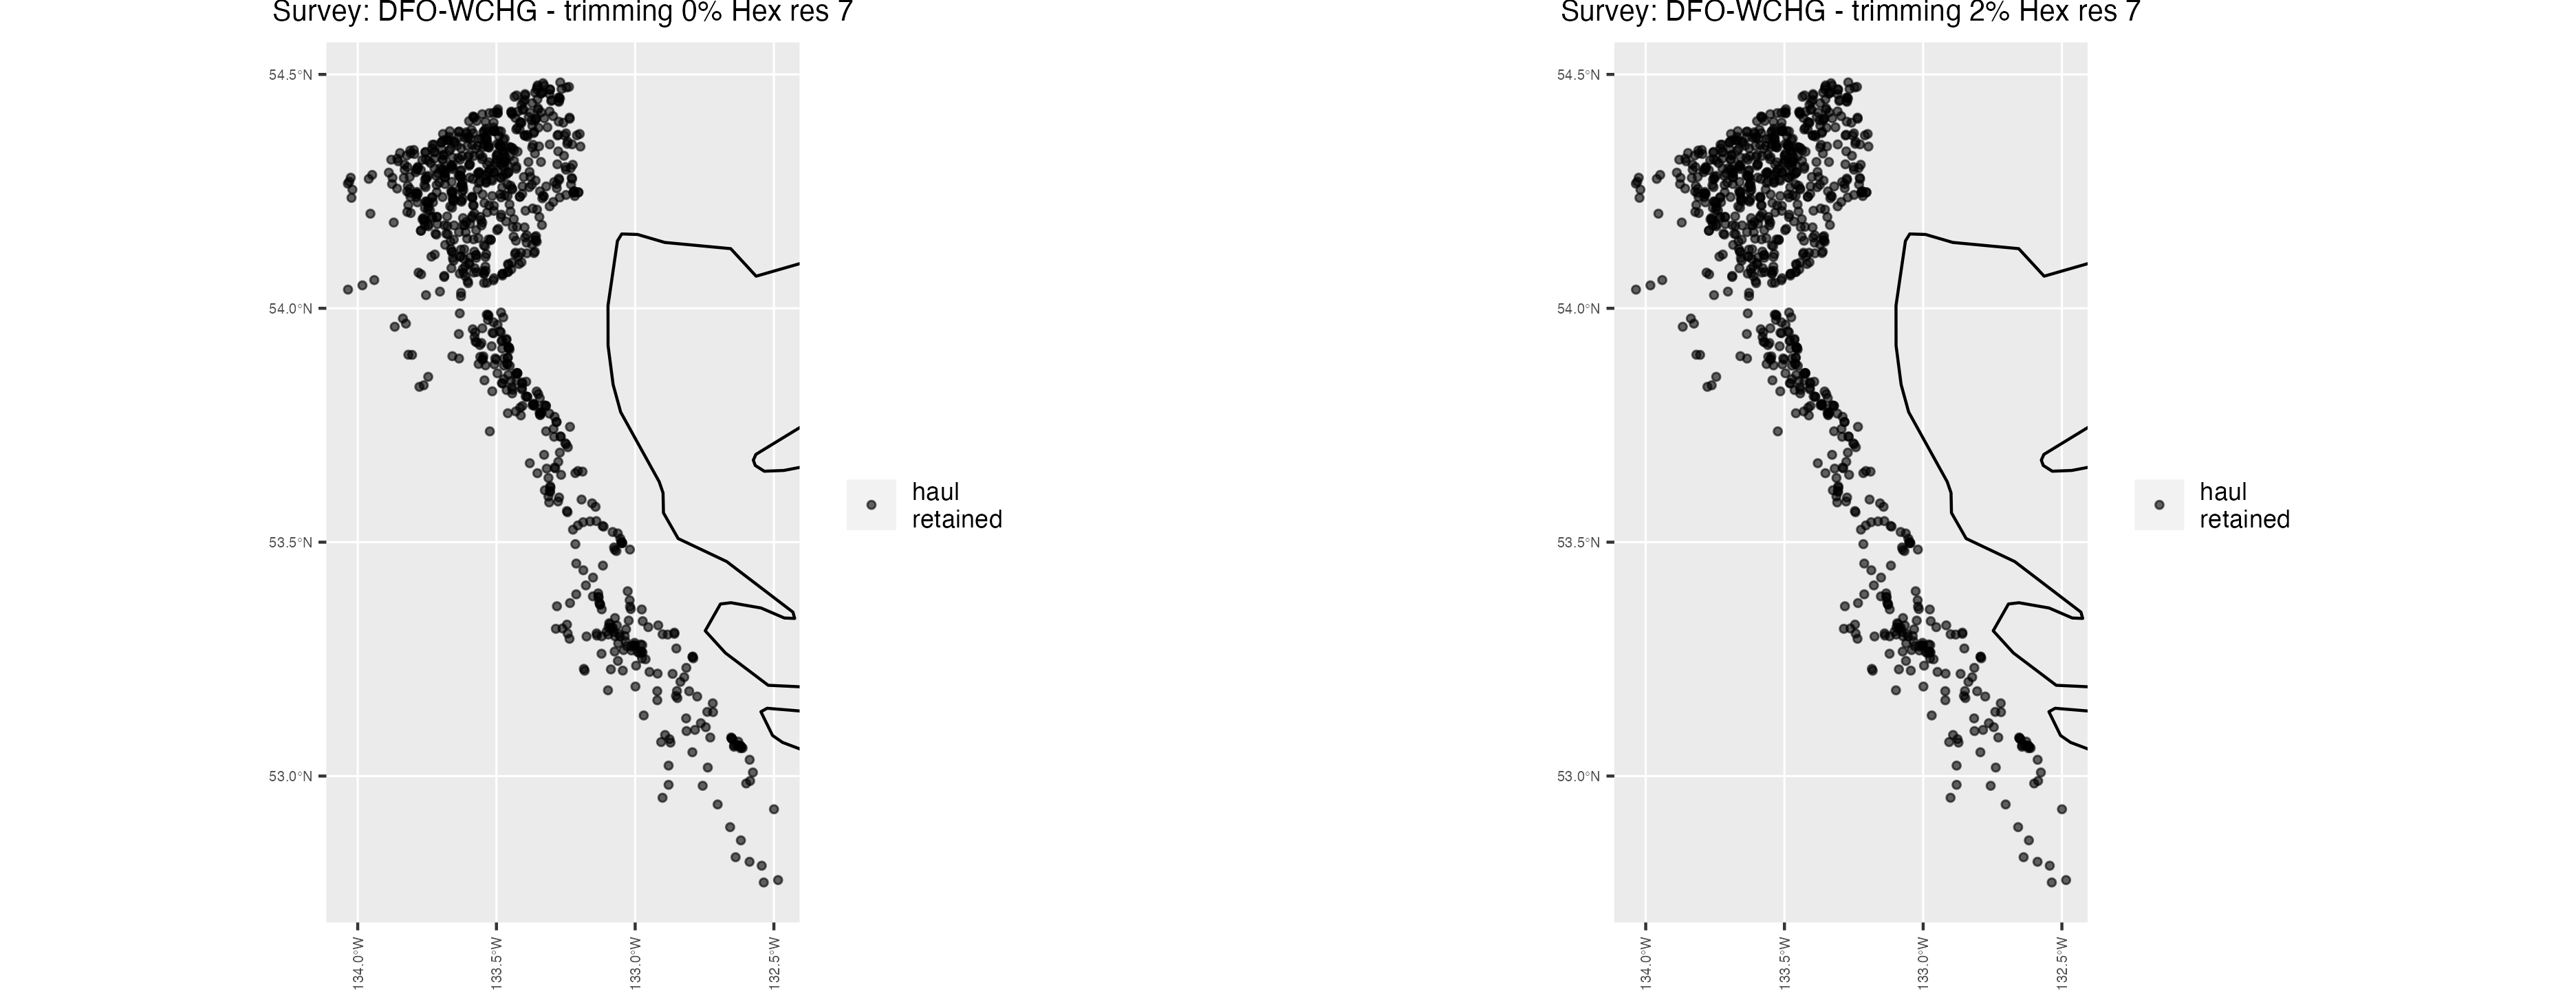 Survey: DFO-WCHG - trimming 0% Hex res 7
54.5°N
54.0°N
53.5°N
53.0°N
134.0°W
133.5°W
133.0°W
132.5°W
haul
retained
Survey: DFO-WCHG - trimming 2% Hex res 7
54.5°N
54.0°N
53.5°N
53.0°N
134.0°W
133.5°W
133.0°W
132.5°W
haul
retained